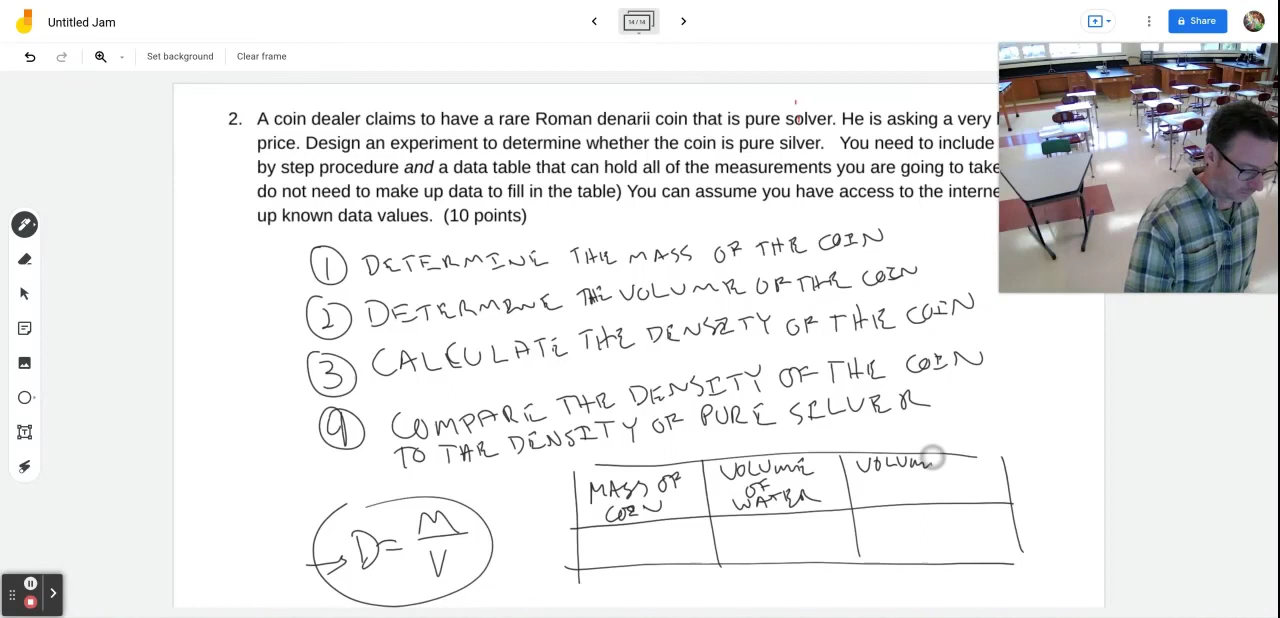 Untitled Jam
14 / 14
Share
Set background
Clear frame
2. A coin dealer claims to have a rare Roman denarii coin that is pure solver. He is asking a very
price. Design an experiment to determine whether the coin is pure silver. You need to include
by step procedure and a data table that can hold all of the measurements you are going to take
do not need to make up data to fill in the table) You can assume you have access to the interne
up known data values. (10 points)
1 DETERMINE THE MASS OF THE COIN
2 DETERMINE THE VOLUME OF THE COIN
3 CALCULATE THE DENSITY OF THE COIN
4 COMPARE THE DENSITY OF THE COIN
TO THE DENSITY OF PURE SILVER
MASS OF
COIN
VOLUME
OF
WATER
VOLUM
D = M
V